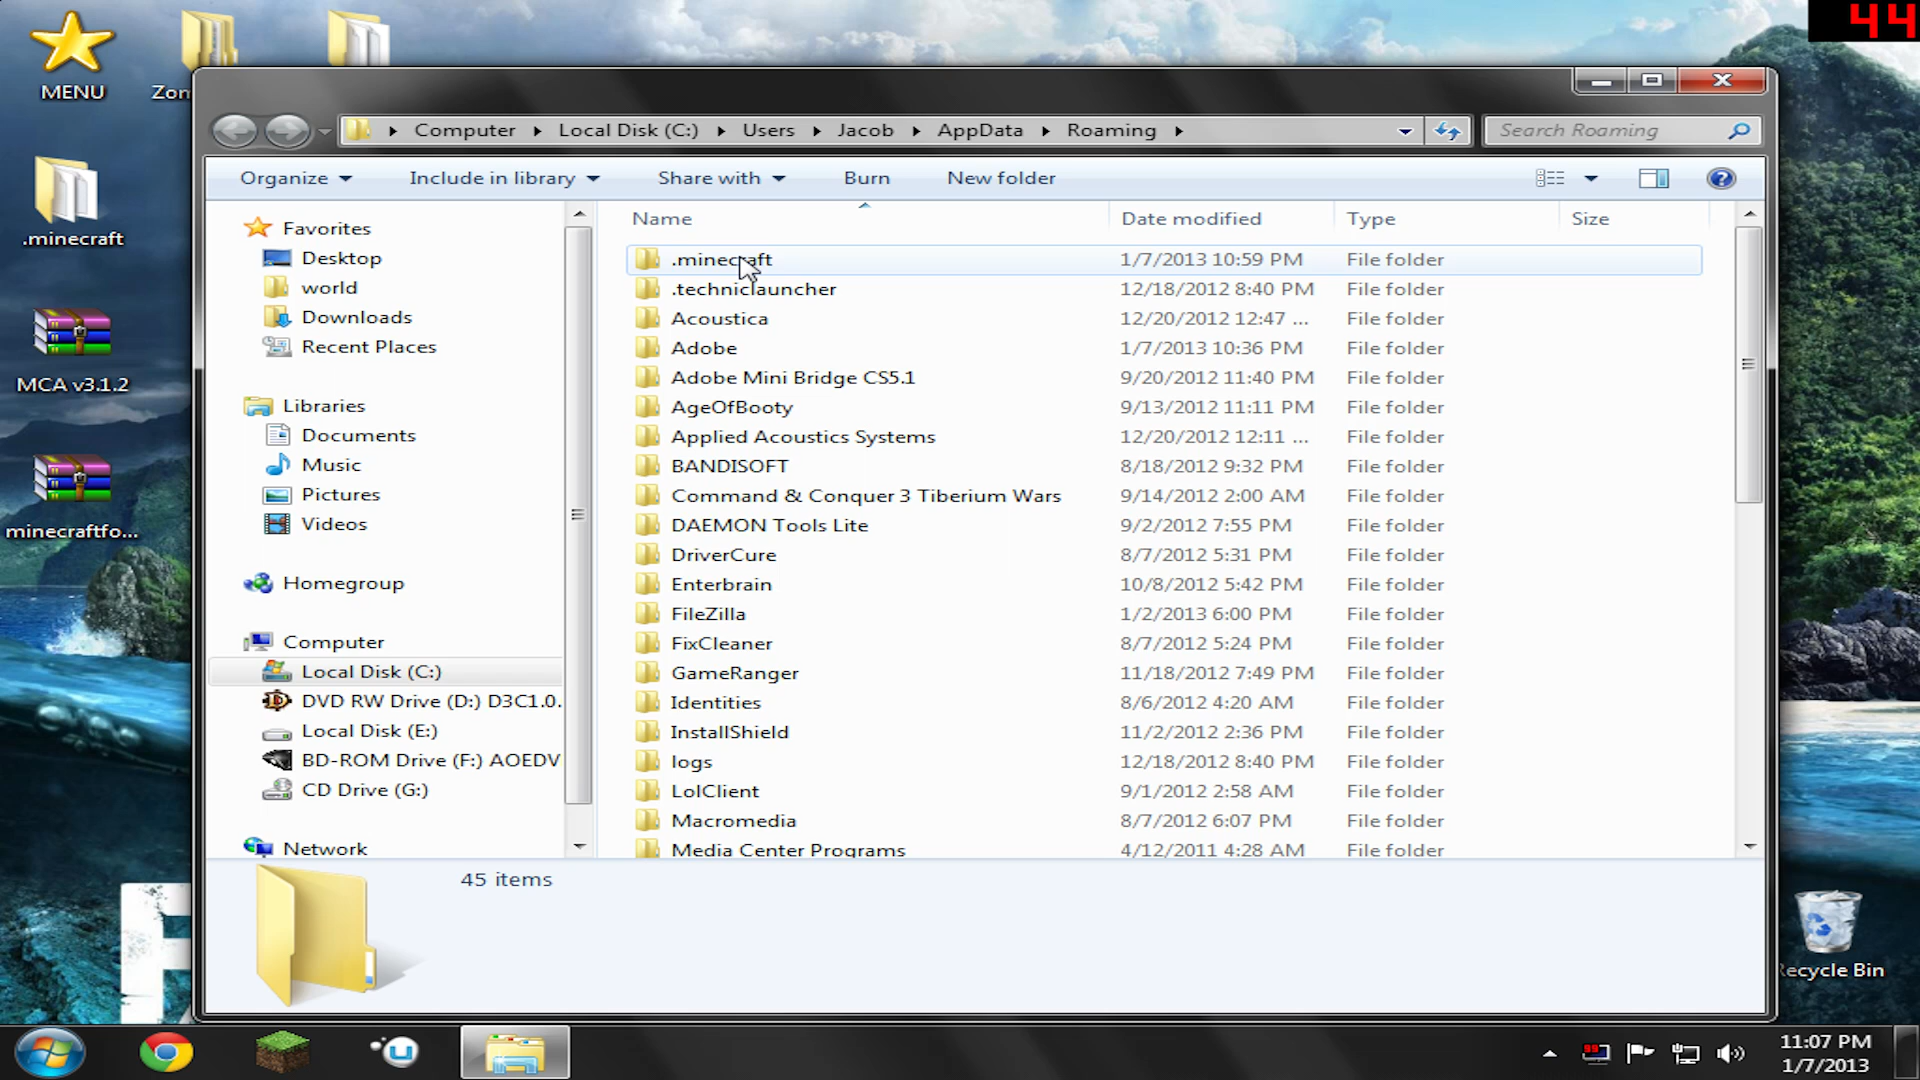 44
MENU
Zon
.minecraft
MCA v3.1.2
minecraftfo...
Computer Local Disk (C:) Users Jacob AppData Roaming
Search Roaming
Organize Include in library Share with Burn New folder
Favorites
Desktop
world
Downloads
Recent Places
Libraries
Documents
Music
Pictures
Videos
Homegroup
Computer
Local Disk (C:)
DVD RW Drive (D:) D3C1.0.
Local Disk (E:)
BD-ROM Drive (F:) AOEDV
CD Drive (G:)
Network
Name Date modified Type Size
.minecraft 1/7/2013 10:59 PM File folder
.techniclauncher 12/18/2012 8:40 PM File folder
Acoustica 12/20/2012 12:47 ... File folder
Adobe 1/7/2013 10:36 PM File folder
Adobe Mini Bridge CS5.1 9/20/2012 11:40 PM File folder
AgeOfBooty 9/13/2012 11:11 PM File folder
Applied Acoustics Systems 12/20/2012 12:11 ... File folder
BANDISOFT 8/18/2012 9:32 PM File folder
Command & Conquer 3 Tiberium Wars 9/14/2012 2:00 AM File folder
DAEMON Tools Lite 9/2/2012 7:55 PM File folder
DriverCure 8/7/2012 5:31 PM File folder
Enterbrain 10/8/2012 5:42 PM File folder
FileZilla 1/2/2013 6:00 PM File folder
FixCleaner 8/7/2012 5:24 PM File folder
GameRanger 11/18/2012 7:49 PM File folder
Identities 8/6/2012 4:20 AM File folder
InstallShield 11/2/2012 2:36 PM File folder
logs 12/18/2012 8:40 PM File folder
LolClient 9/1/2012 2:58 AM File folder
Macromedia 8/7/2012 6:07 PM File folder
Media Center Programs 4/12/2011 4:28 AM File folder
45 items
Recycle Bin
11:07 PM
1/7/2013